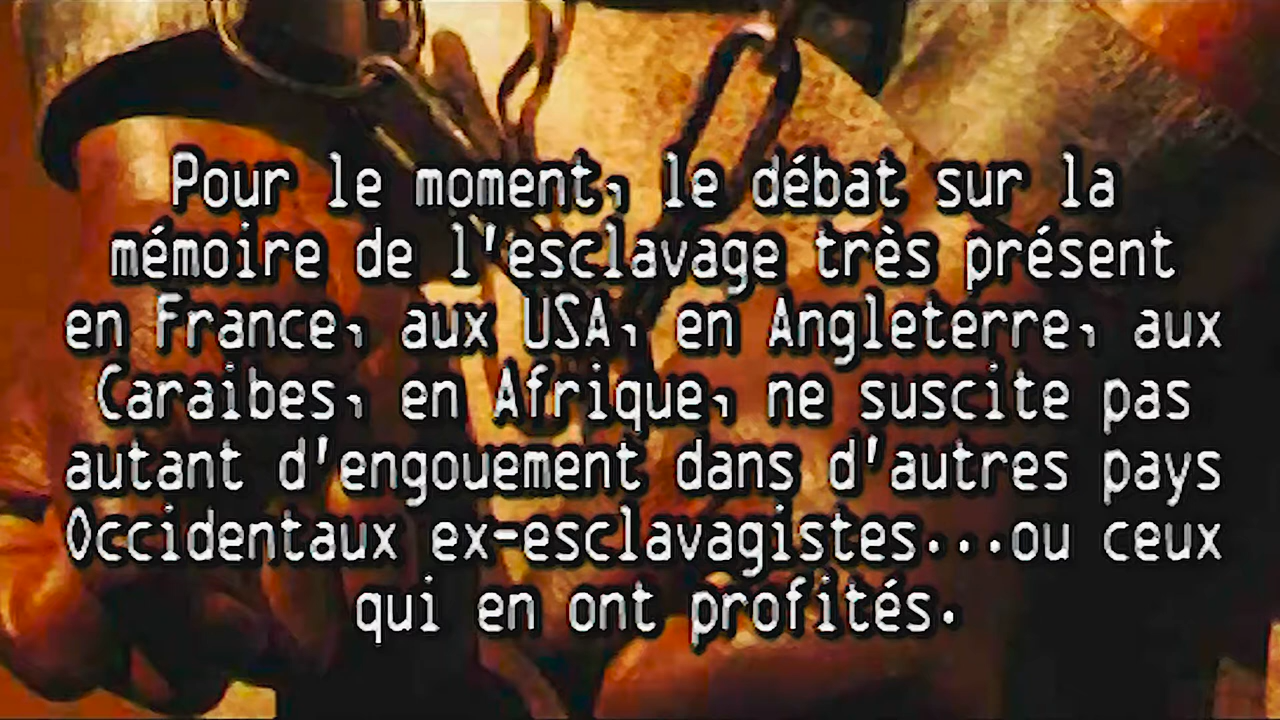 Pour le moment, le débat sur la
mémoire de l'esclavage très présent
en France, aux USA, en Angleterre, aux
Caraibes, en Afrique, ne suscite pas
autant d'engouement dans d'autres pays
Occidentaux ex-esclavagistes...ou ceux
qui en ont profités.